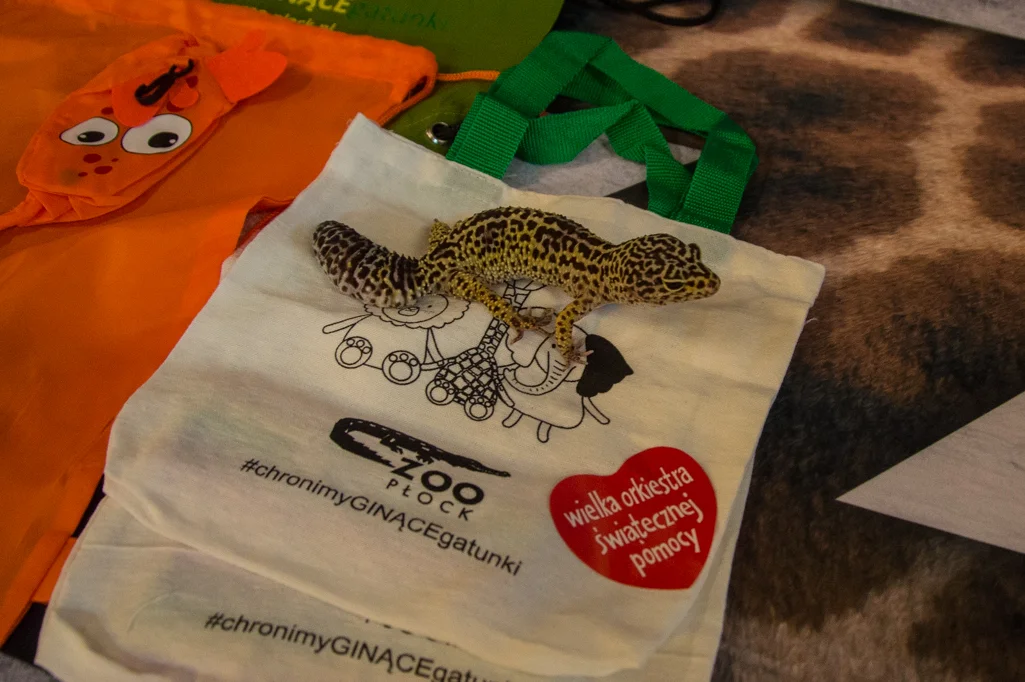 ZOO
PŁOCK
#chronimyGINĄCEgatunki
wielka orkiestra
świątecznej
pomocy
#chronimyGINĄCEgatunki